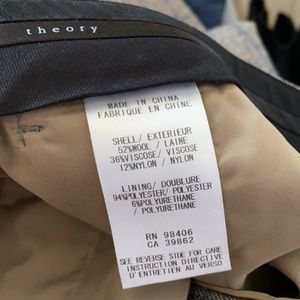 theory
MADE IN CHINA
FABRIQUE EN CHINE
SHELL/ EXTERIEUR
52%WOOL / LAINE
36%VISCOSE/ VISCOSE
12%NYLON / NYLON
LINING/ DOUBLURE
94%POLYESTER/ POLYESTER
6%POLYURETHANE/
/ POLYURETHANE
RN 98406
CA 39862
SEE REVERSE SIDE FOR CARE
INSTRUCTION DIRECTIVE
D'ENTRETIEN AU VERSO